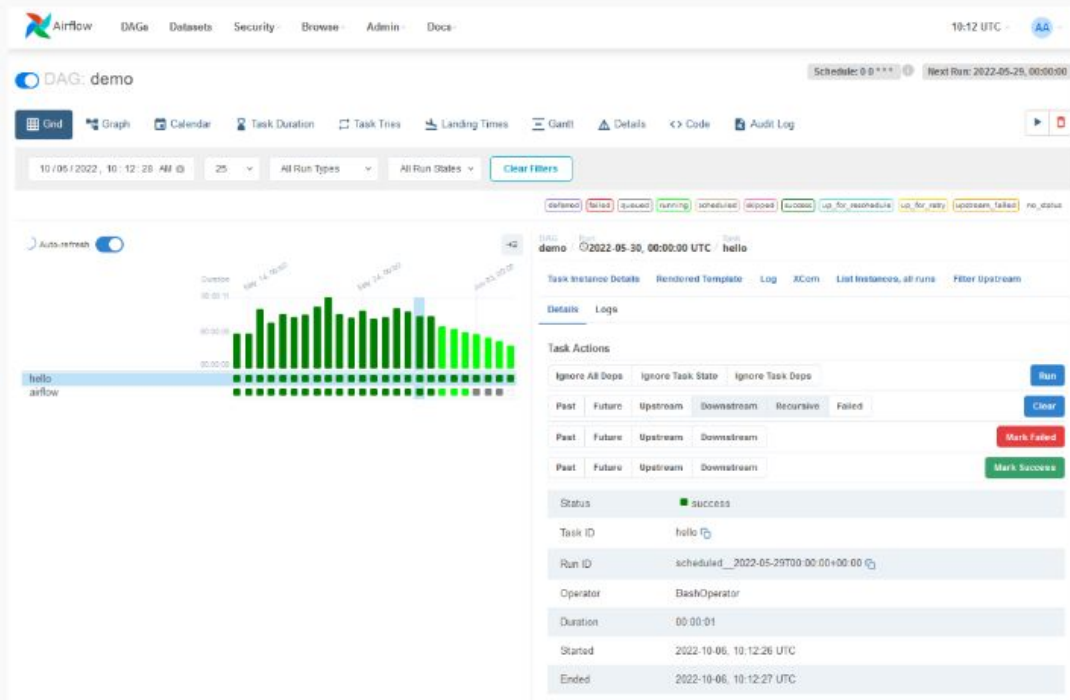 Airflow DAGs Datasets Security Browse Admin Docs 10:12 UTC AA
DAG: demo Schedule: 0 0 * * * Next Run: 2022-05-29, 00:00:00
Grid Graph Calendar Task Duration Task Tries Landing Times Gantt Details <> Code Audit Log
25 All Run Types All Run States Clear Filters
deferred failed queued running scheduled skipped success up_for_reschedule up_for_retry upstream_failed no_status
Auto-refresh
DAG Run Task
demo / 2022-05-30, 00:00:00 UTC / hello
Duration
Task Instance Details Rendered Template Log XCom List Instances, all runs Filter Upstream
Details Logs
Task Actions
Ignore All Deps Ignore Task State Ignore Task Deps Run
Past Future Upstream Downstream Recursive Failed Clear
Past Future Upstream Downstream Mark Failed
Past Future Upstream Downstream Mark Success
hello
airflow
Status success
Task ID hello
Run ID scheduled__2022-05-29T00:00:00+00:00
Operator BashOperator
Duration 00:00:01
Started 2022-10-06, 10:12:26 UTC
Ended 2022-10-06, 10:12:27 UTC